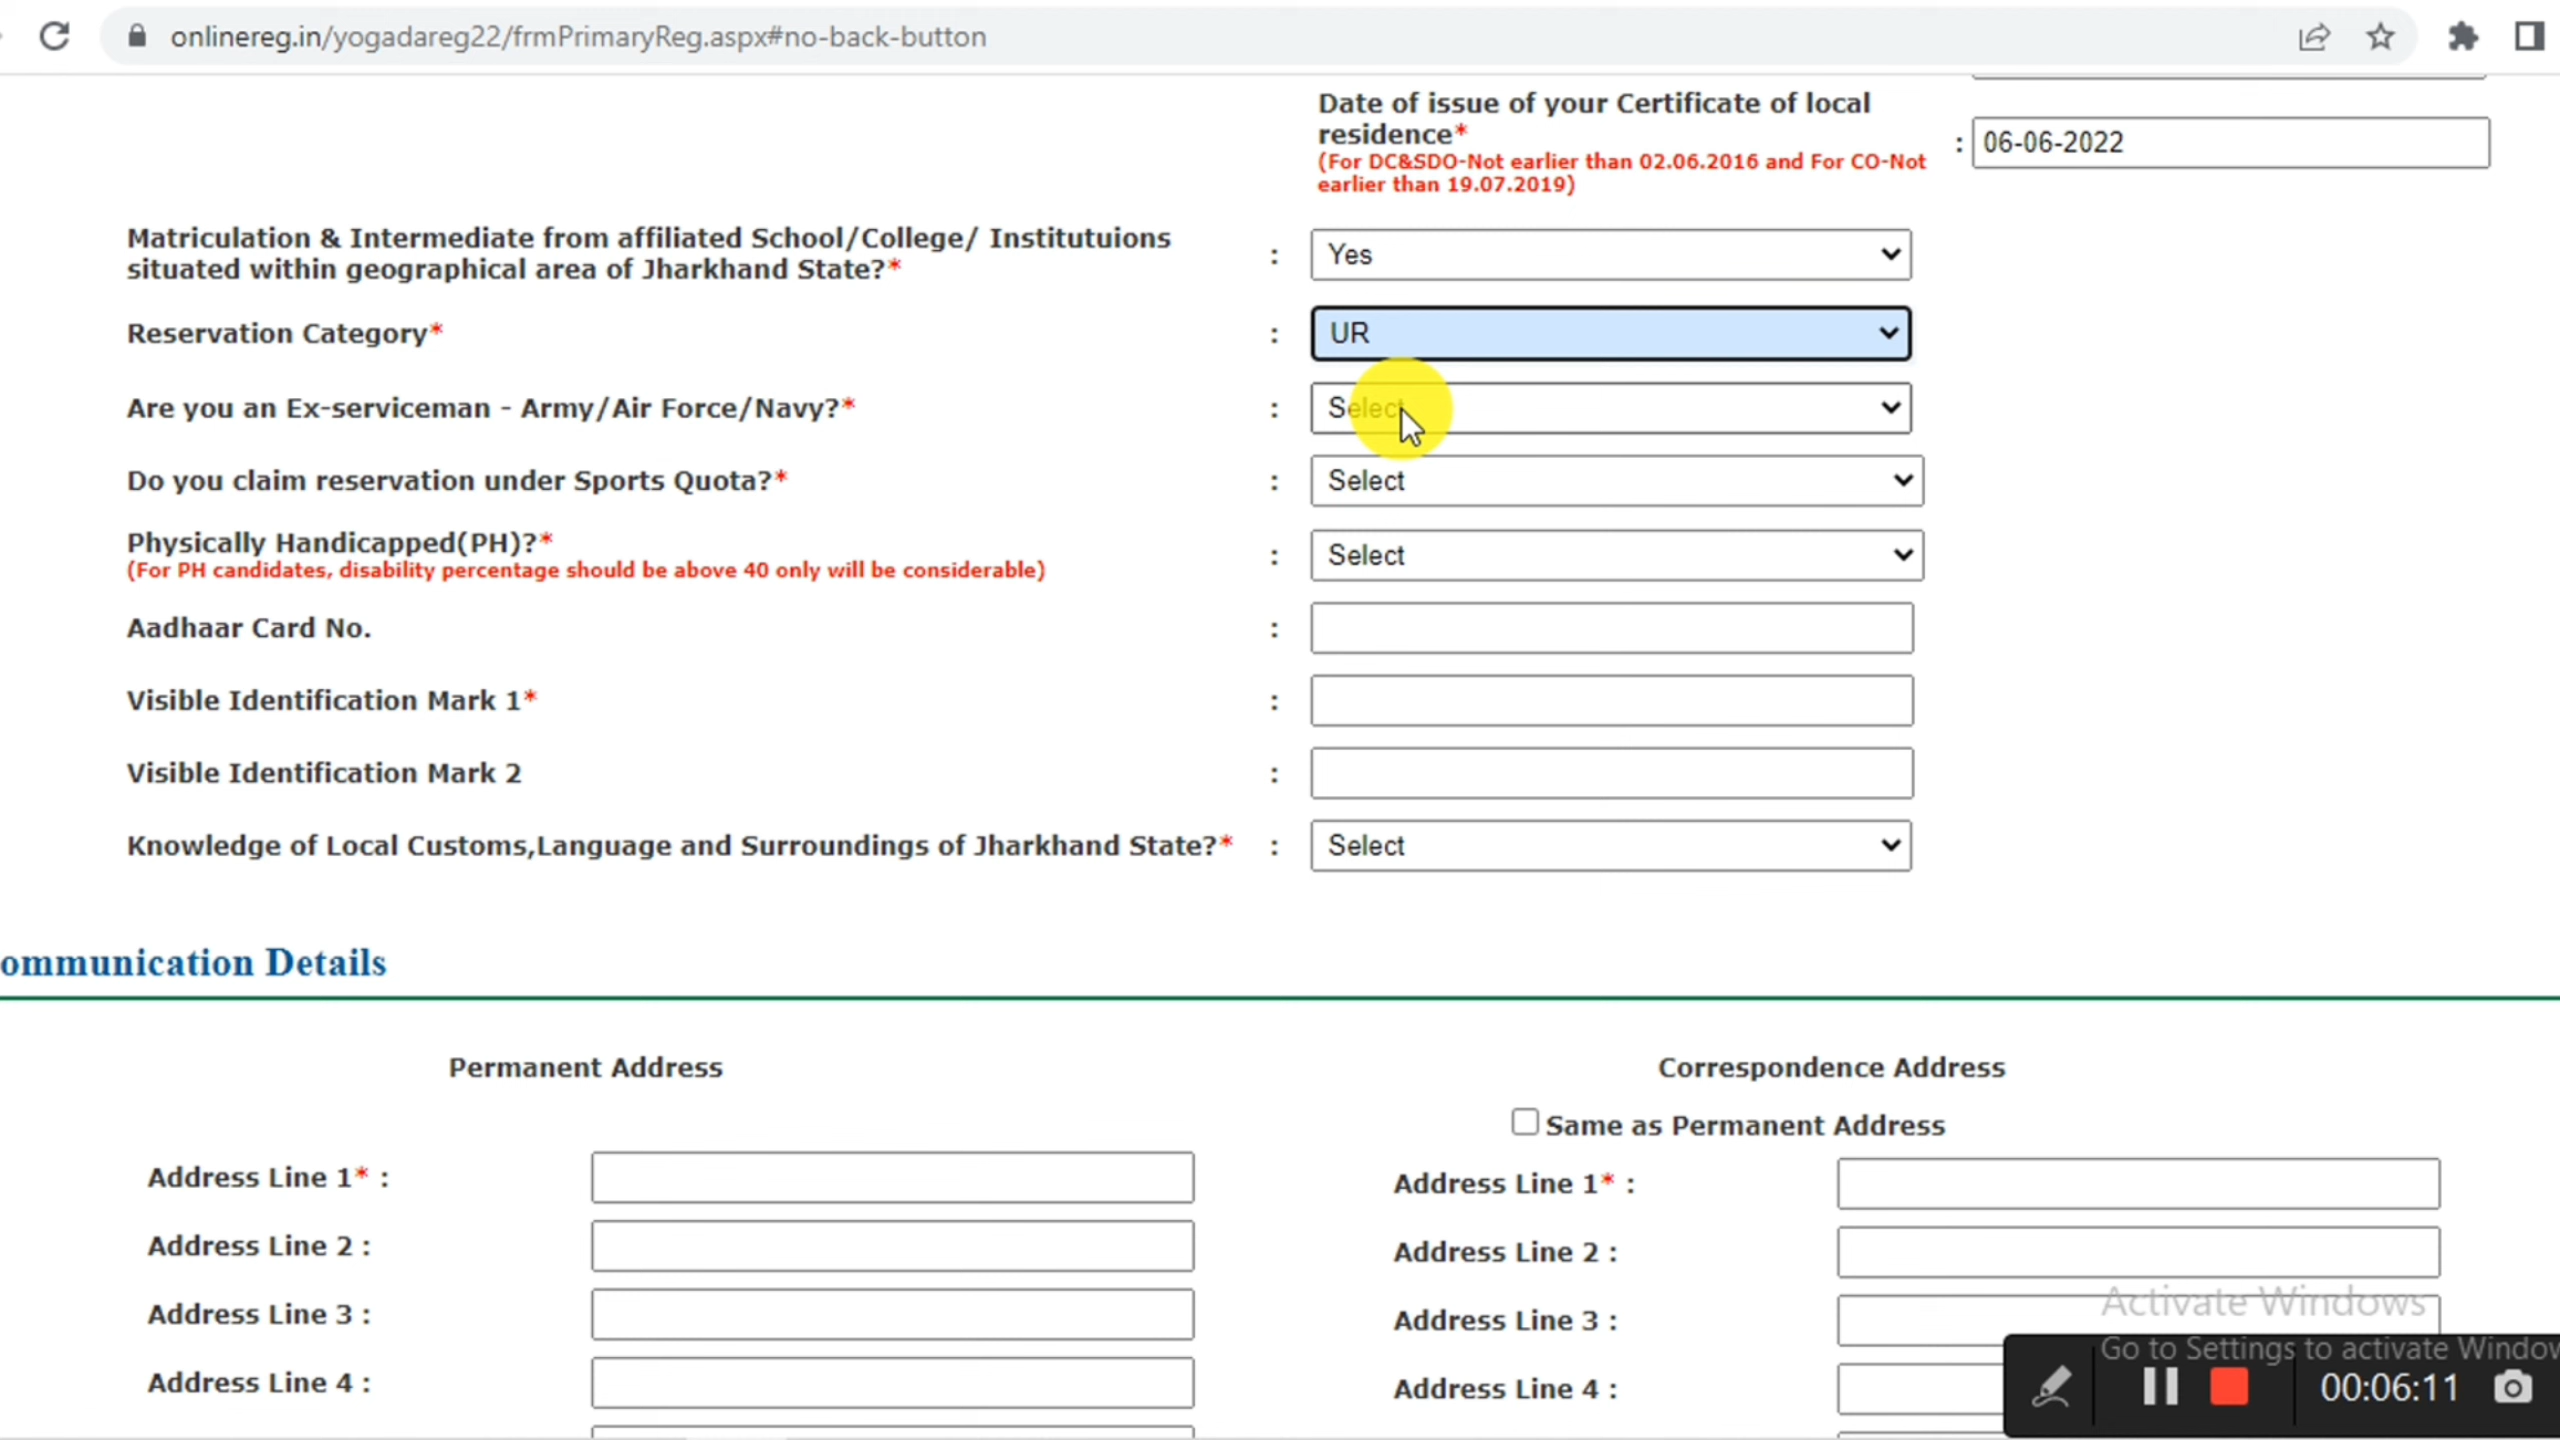 onlinereg.in/yogadareg22/frmPrimaryReg.aspx#no-back-button
Date of issue of your Certificate of local
residence*
(For DC&SDO-Not earlier than 02.06.2016 and For CO-Not
earlier than 19.07.2019)
: 06-06-2022
Matriculation & Intermediate from affiliated School/College/ Institutuions
situated within geographical area of Jharkhand State?*
: Yes
Reservation Category* : UR
Are you an Ex-serviceman - Army/Air Force/Navy?* : Select
Do you claim reservation under Sports Quota?* : Select
Physically Handicapped(PH)?*
(For PH candidates, disability percentage should be above 40 only will be considerable)
: Select
Aadhaar Card No. :
Visible Identification Mark 1* :
Visible Identification Mark 2 :
Knowledge of Local Customs,Language and Surroundings of Jharkhand State?* : Select
ommunication Details
Permanent Address
Correspondence Address
Same as Permanent Address
Address Line 1* :
Address Line 1* :
Address Line 2 :
Address Line 2 :
Address Line 3 :
Address Line 3 :
Address Line 4 :
Address Line 4 :
Activate Windows
Go to Settings to activate Window
00:06:11